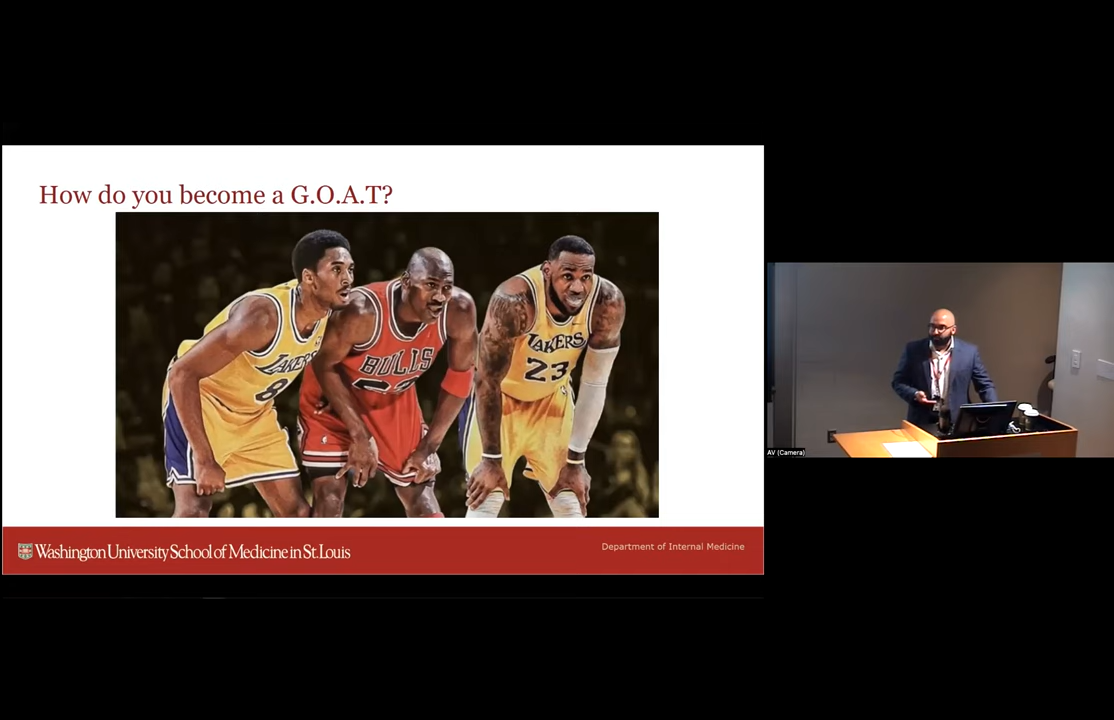 How do you become a G.O.A.T?
LAKERS
8
BULLS
23
LAKERS
23
Washington University School of Medicine in St. Louis
Department of Internal Medicine
AV (Camera)